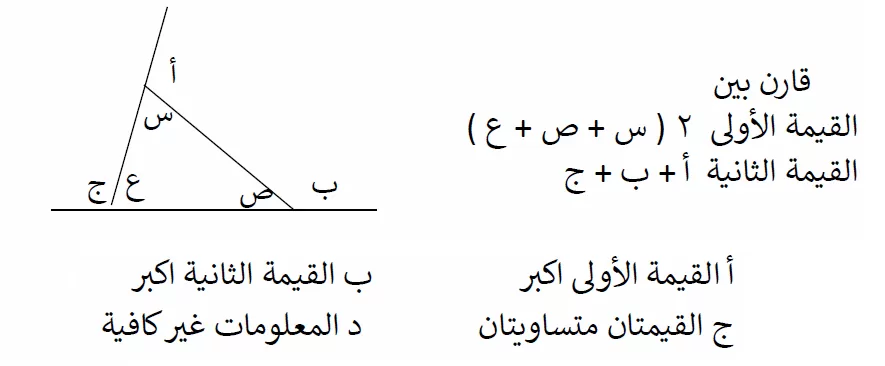 قارن بين
القيمة الأولى ٢ ( س + ص + ع )
القيمة الثانية أ + ب + ج
أ
س
ج ع ص ب
أ القيمة الأولى اكبر ب القيمة الثانية اكبر
ج القيمتان متساويتان د المعلومات غير كافية